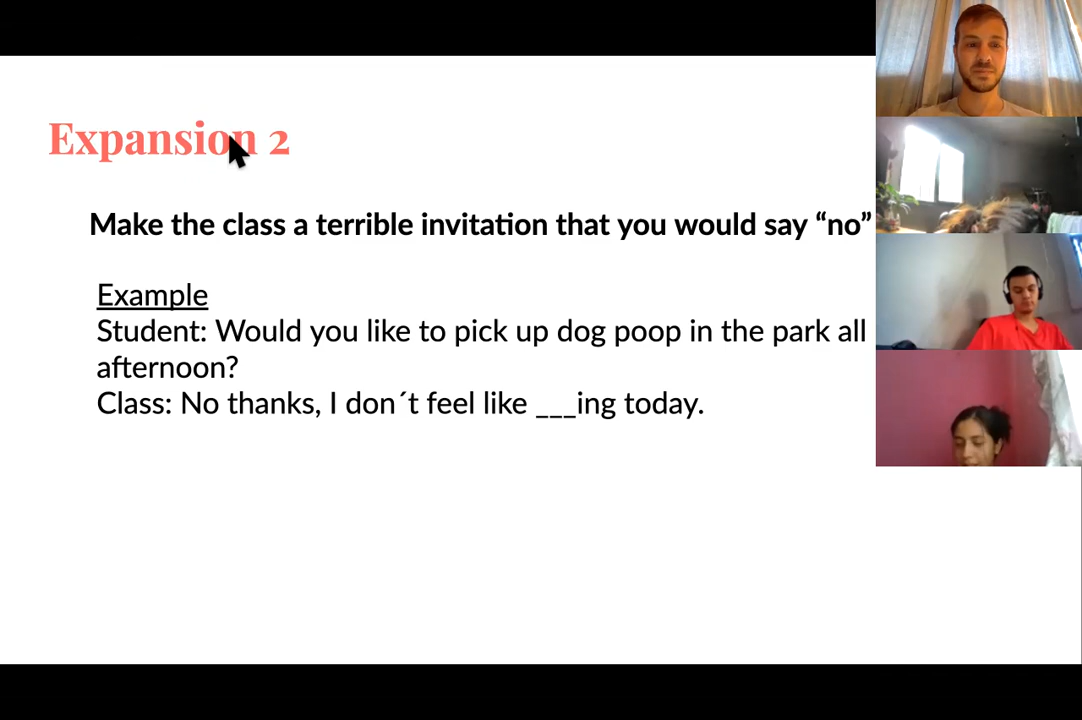 Expansion 2
Make the class a terrible invitation that you would say “no”
Example
Student: Would you like to pick up dog poop in the park all
afternoon?
Class: No thanks, I don´t feel like ___ing today.